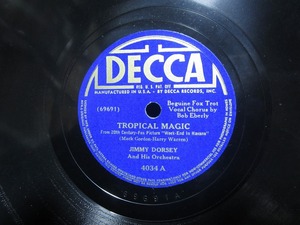 DECCA
REG. U.S. PAT. OFF.
MANUFACTURED IN U.S.A. BY DECCA RECORDS, INC.
(69691)
Beguine Fox Trot
Vocal Chorus by
Bob Eberly
TROPICAL MAGIC
From 20th Century-Fox Picture "Week-End in Havana"
(Mack Gordon-Harry Warren)
JIMMY DORSEY
And His Orchestra
4034 A